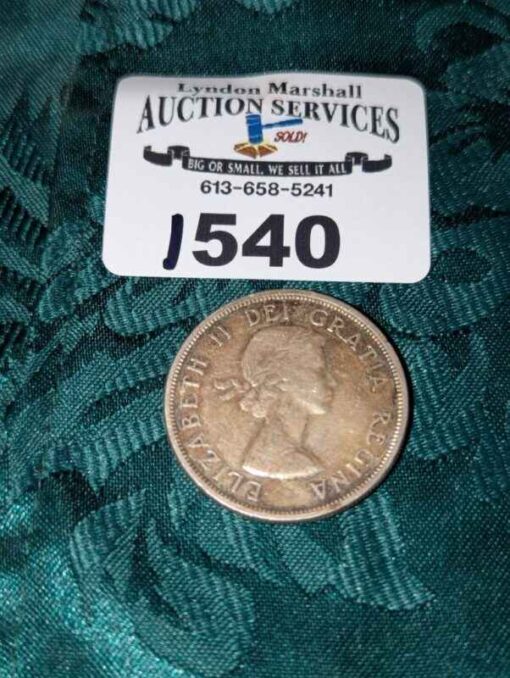 Lyndon Marshall
AUCTION SERVICES
SOLD!
BIG OR SMALL, WE SELL IT ALL
613-658-5241
1540
ELIZABETH II DEI GRATIA REGINA